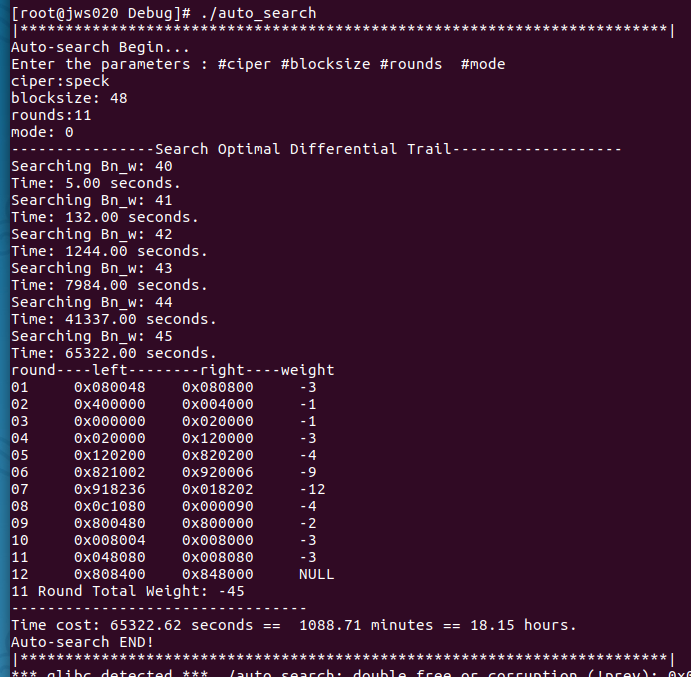 [root@jws020 Debug]# ./auto_search
|************************************************************************|
Auto-search Begin...
Enter the parameters : #ciper #blocksize #rounds  #mode
ciper:speck
blocksize: 48
rounds:11
mode: 0
----------------Search Optimal Differential Trail-------------------
Searching Bn_w: 40
Time: 5.00 seconds.
Searching Bn_w: 41
Time: 132.00 seconds.
Searching Bn_w: 42
Time: 1244.00 seconds.
Searching Bn_w: 43
Time: 7984.00 seconds.
Searching Bn_w: 44
Time: 41337.00 seconds.
Searching Bn_w: 45
Time: 65322.00 seconds.
round----left--------right----weight
01     0x080048   0x080800     -3
02     0x400000   0x004000     -1
03     0x000000   0x020000     -1
04     0x020000   0x120000     -3
05     0x120200   0x820200     -4
06     0x821002   0x920006     -9
07     0x918236   0x018202     -12
08     0x0c1080   0x000090     -4
09     0x800480   0x800000     -2
10     0x008004   0x008000     -3
11     0x048080   0x008080     -3
12     0x808400   0x848000     NULL
11 Round Total Weight: -45
---------------------------------
Time cost: 65322.62 seconds ==  1088.71 minutes == 18.15 hours.
Auto-search END!
|************************************************************************|
*** glibc detected *** ./auto_search: double free or corruption (!prev):